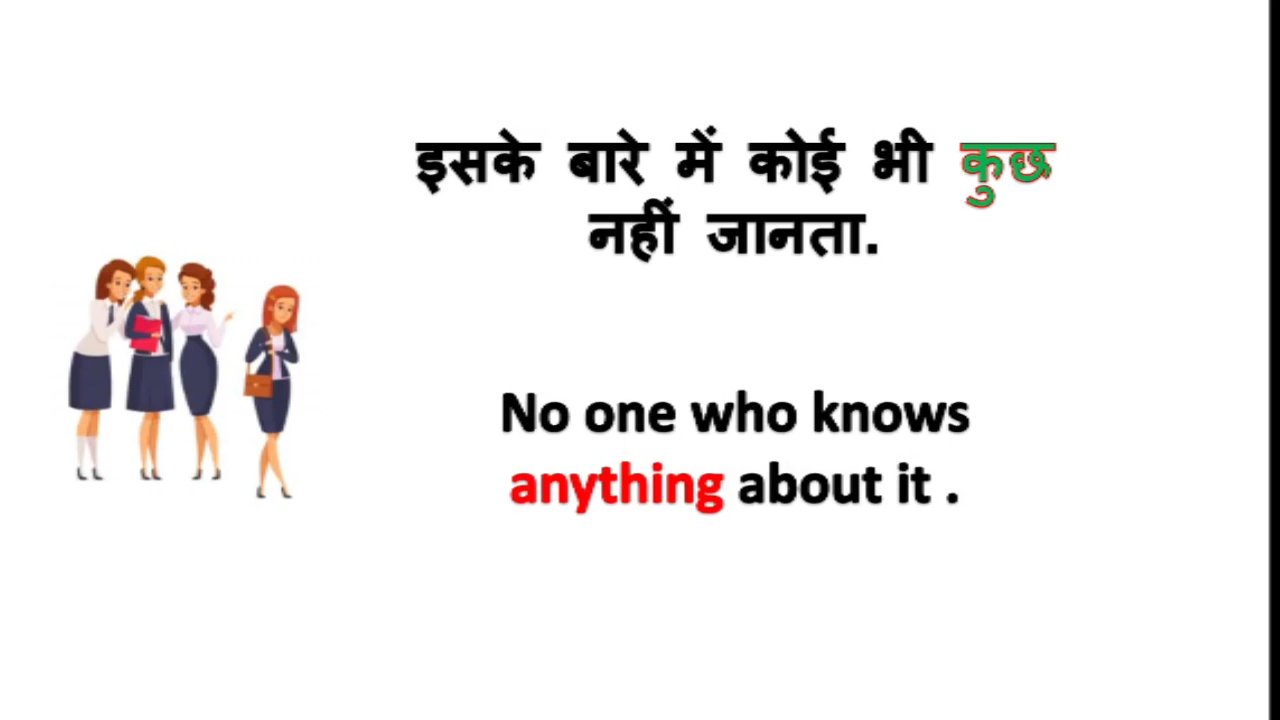 इसके बारे में कोई भी कुछ
नहीं जानता.
No one who knows
anything about it .